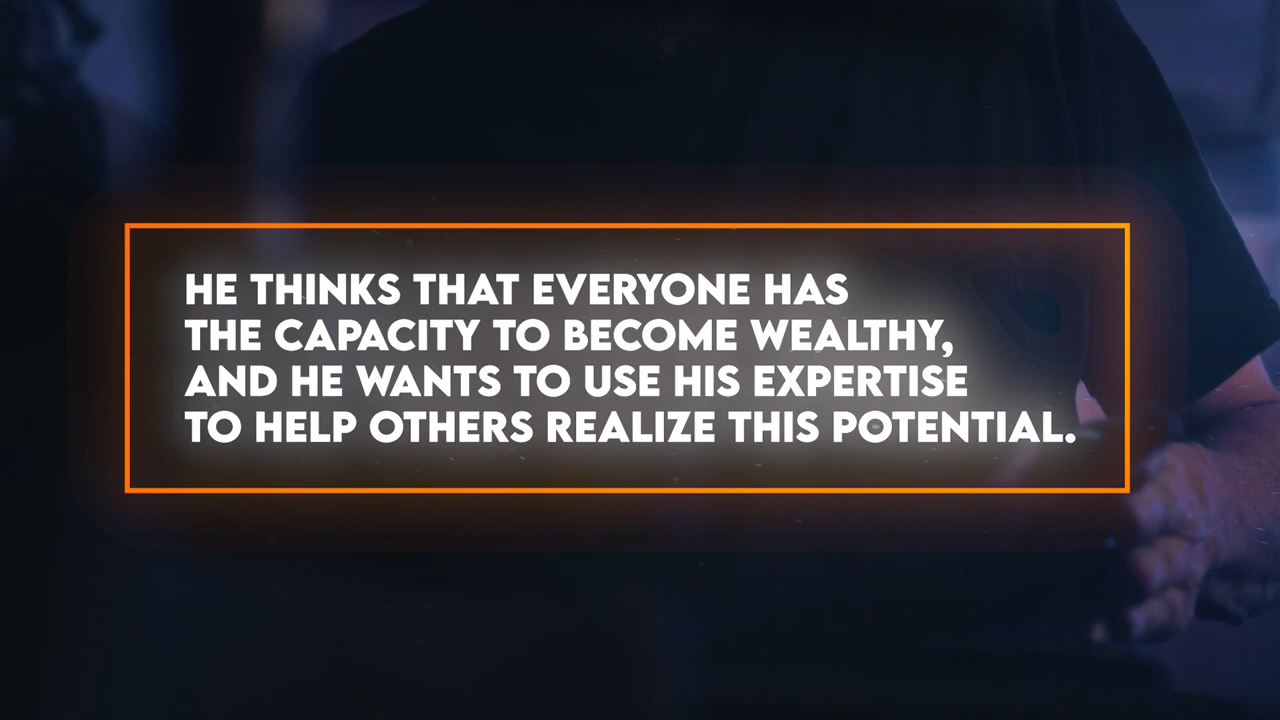 HE THINKS THAT EVERYONE HAS
THE CAPACITY TO BECOME WEALTHY,
AND HE WANTS TO USE HIS EXPERTISE
TO HELP OTHERS REALIZE THIS POTENTIAL.